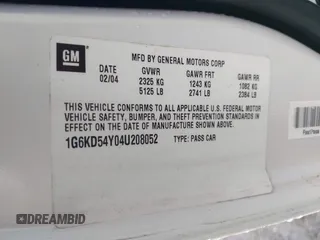 GM
MFD BY GENERAL MOTORS CORP
DATE GVWR GAWR FRT GAWR RR
02/04 2325 KG 1243 KG 1082 KG
5125 LB 2741 LB 2384 LB
THIS VEHICLE CONFORMS TO ALL APPLICABLE U.S. FEDERAL MOTOR
VEHICLE SAFETY, BUMPER, AND THEFT PREVENTION STANDARDS IN
EFFECT ON THE DATE OF MANUFACTURE SHOWN ABOVE.
1G6KD54Y04U208052 TYPE: PASS CAR
DREAMBID